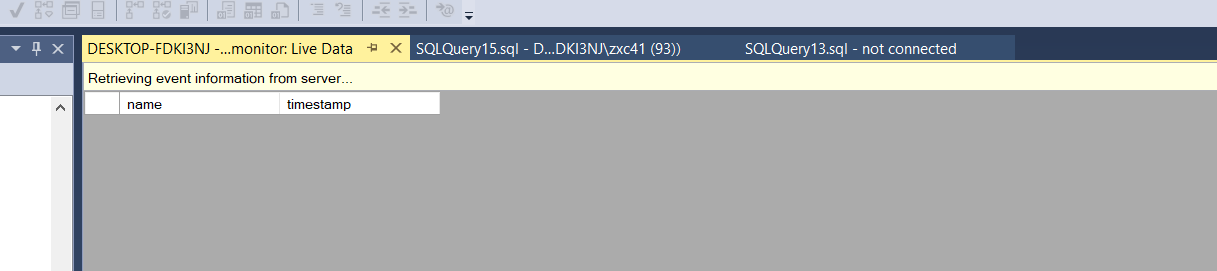 DESKTOP-FDKI3NJ -...monitor: Live Data SQLQuery15.sql - D...DKI3NJ\zxc41 (93)) SQLQuery13.sql - not connected
Retrieving event information from server...
name timestamp